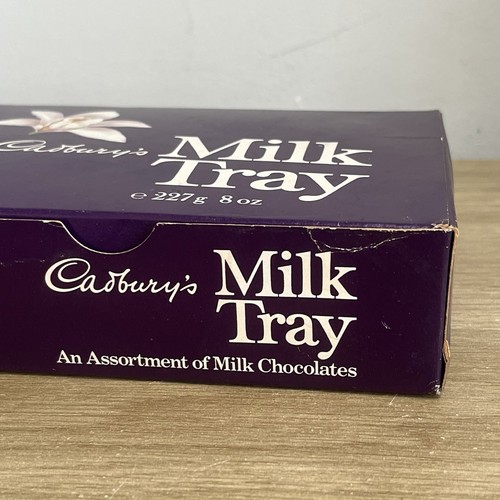 Cadbury's Milk
Tray
e 227g 8 oz
Cadbury's Milk
Tray
An Assortment of Milk Chocolates